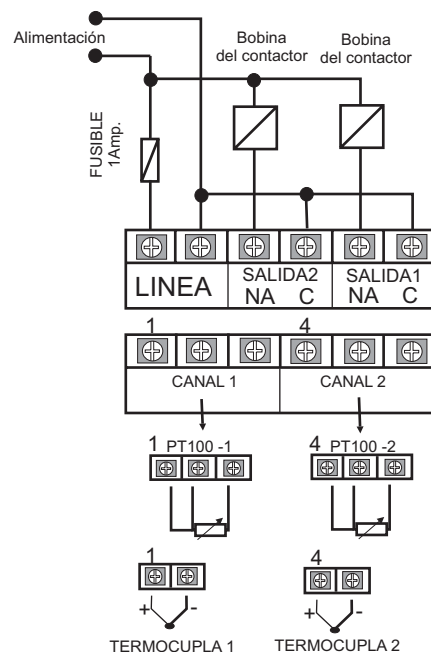 Alimentación
Bobina
del contactor
Bobina
del contactor
FUSIBLE
1Amp.
LINEA
SALIDA2
NA C
SALIDA1
NA C
1 4
CANAL 1
CANAL 2
1 PT100 -1
4 PT100 -2
1
4
+ -
+ -
TERMOCUPLA 1
TERMOCUPLA 2